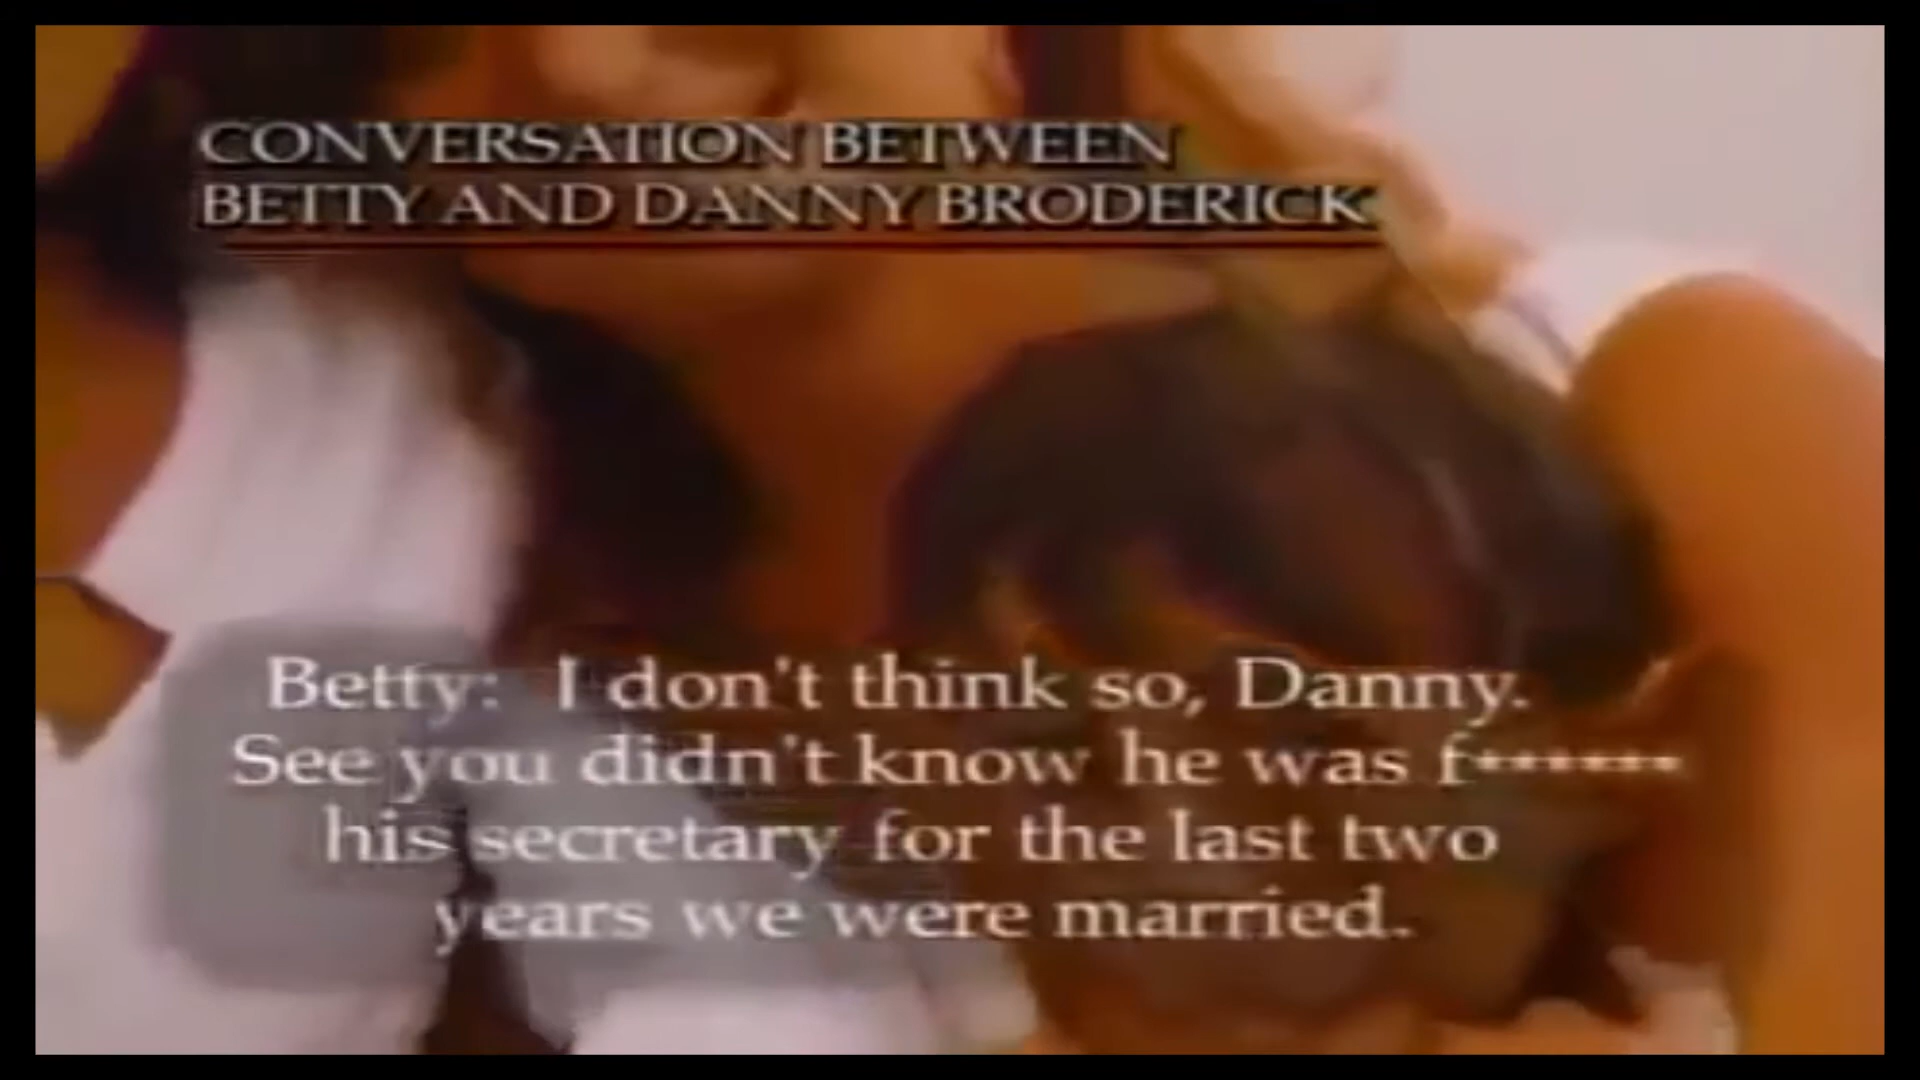 CONVERSATION BETWEEN
BETTY AND DANNY BRODERICK
Betty: I don't think so, Danny.
See you didn't know he was f******
his secretary for the last two
years we were married.